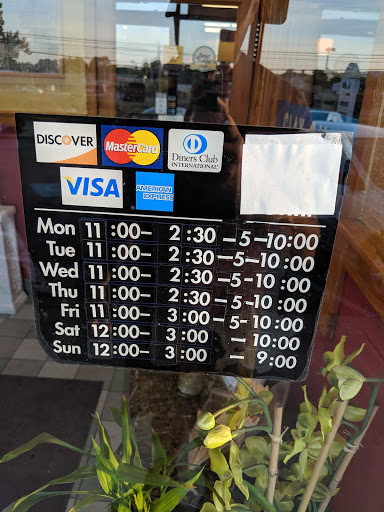 DISCOVER
MasterCard
Diners Club
INTERNATIONAL
VISA
AMERICAN
EXPRESS
Mon 11:00– 2:30 –5–10:00
Tue 11:00– 2:30 –5–10:00
Wed 11:00– 2:30 –5–10:00
Thu 11:00– 2:30 –5–10:00
Fri 11:00– 3:00 –5–10:00
Sat 12:00– 3:00 – 10:00
Sun 12:00– 3:00 – 9:00